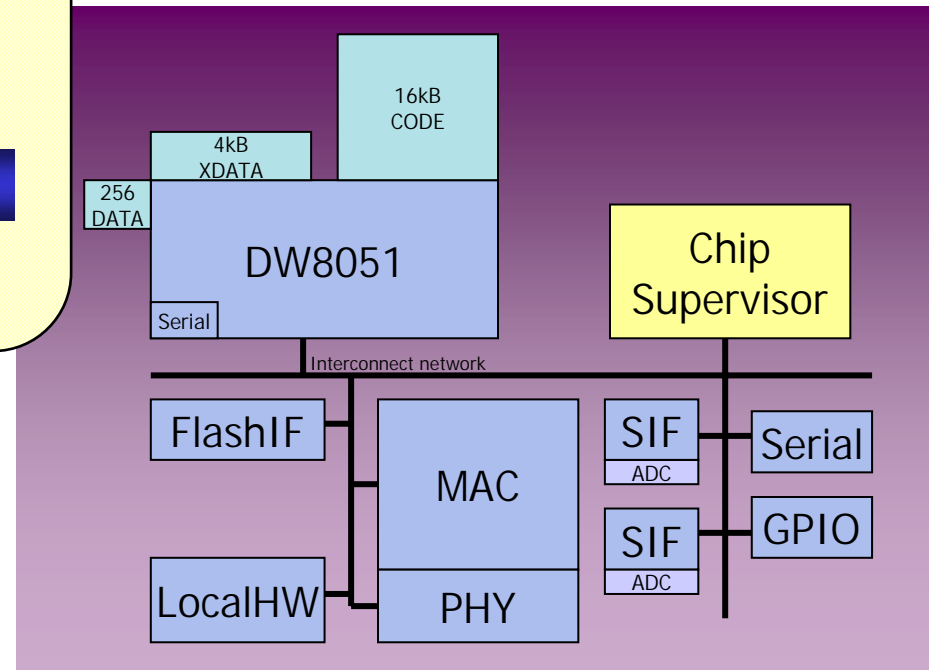 16kB
CODE
4kB
XDATA
256
DATA
DW8051
Serial
Chip
Supervisor
Interconnect network
FlashIF
MAC
SIF
ADC
Serial
SIF
ADC
GPIO
LocalHW
PHY